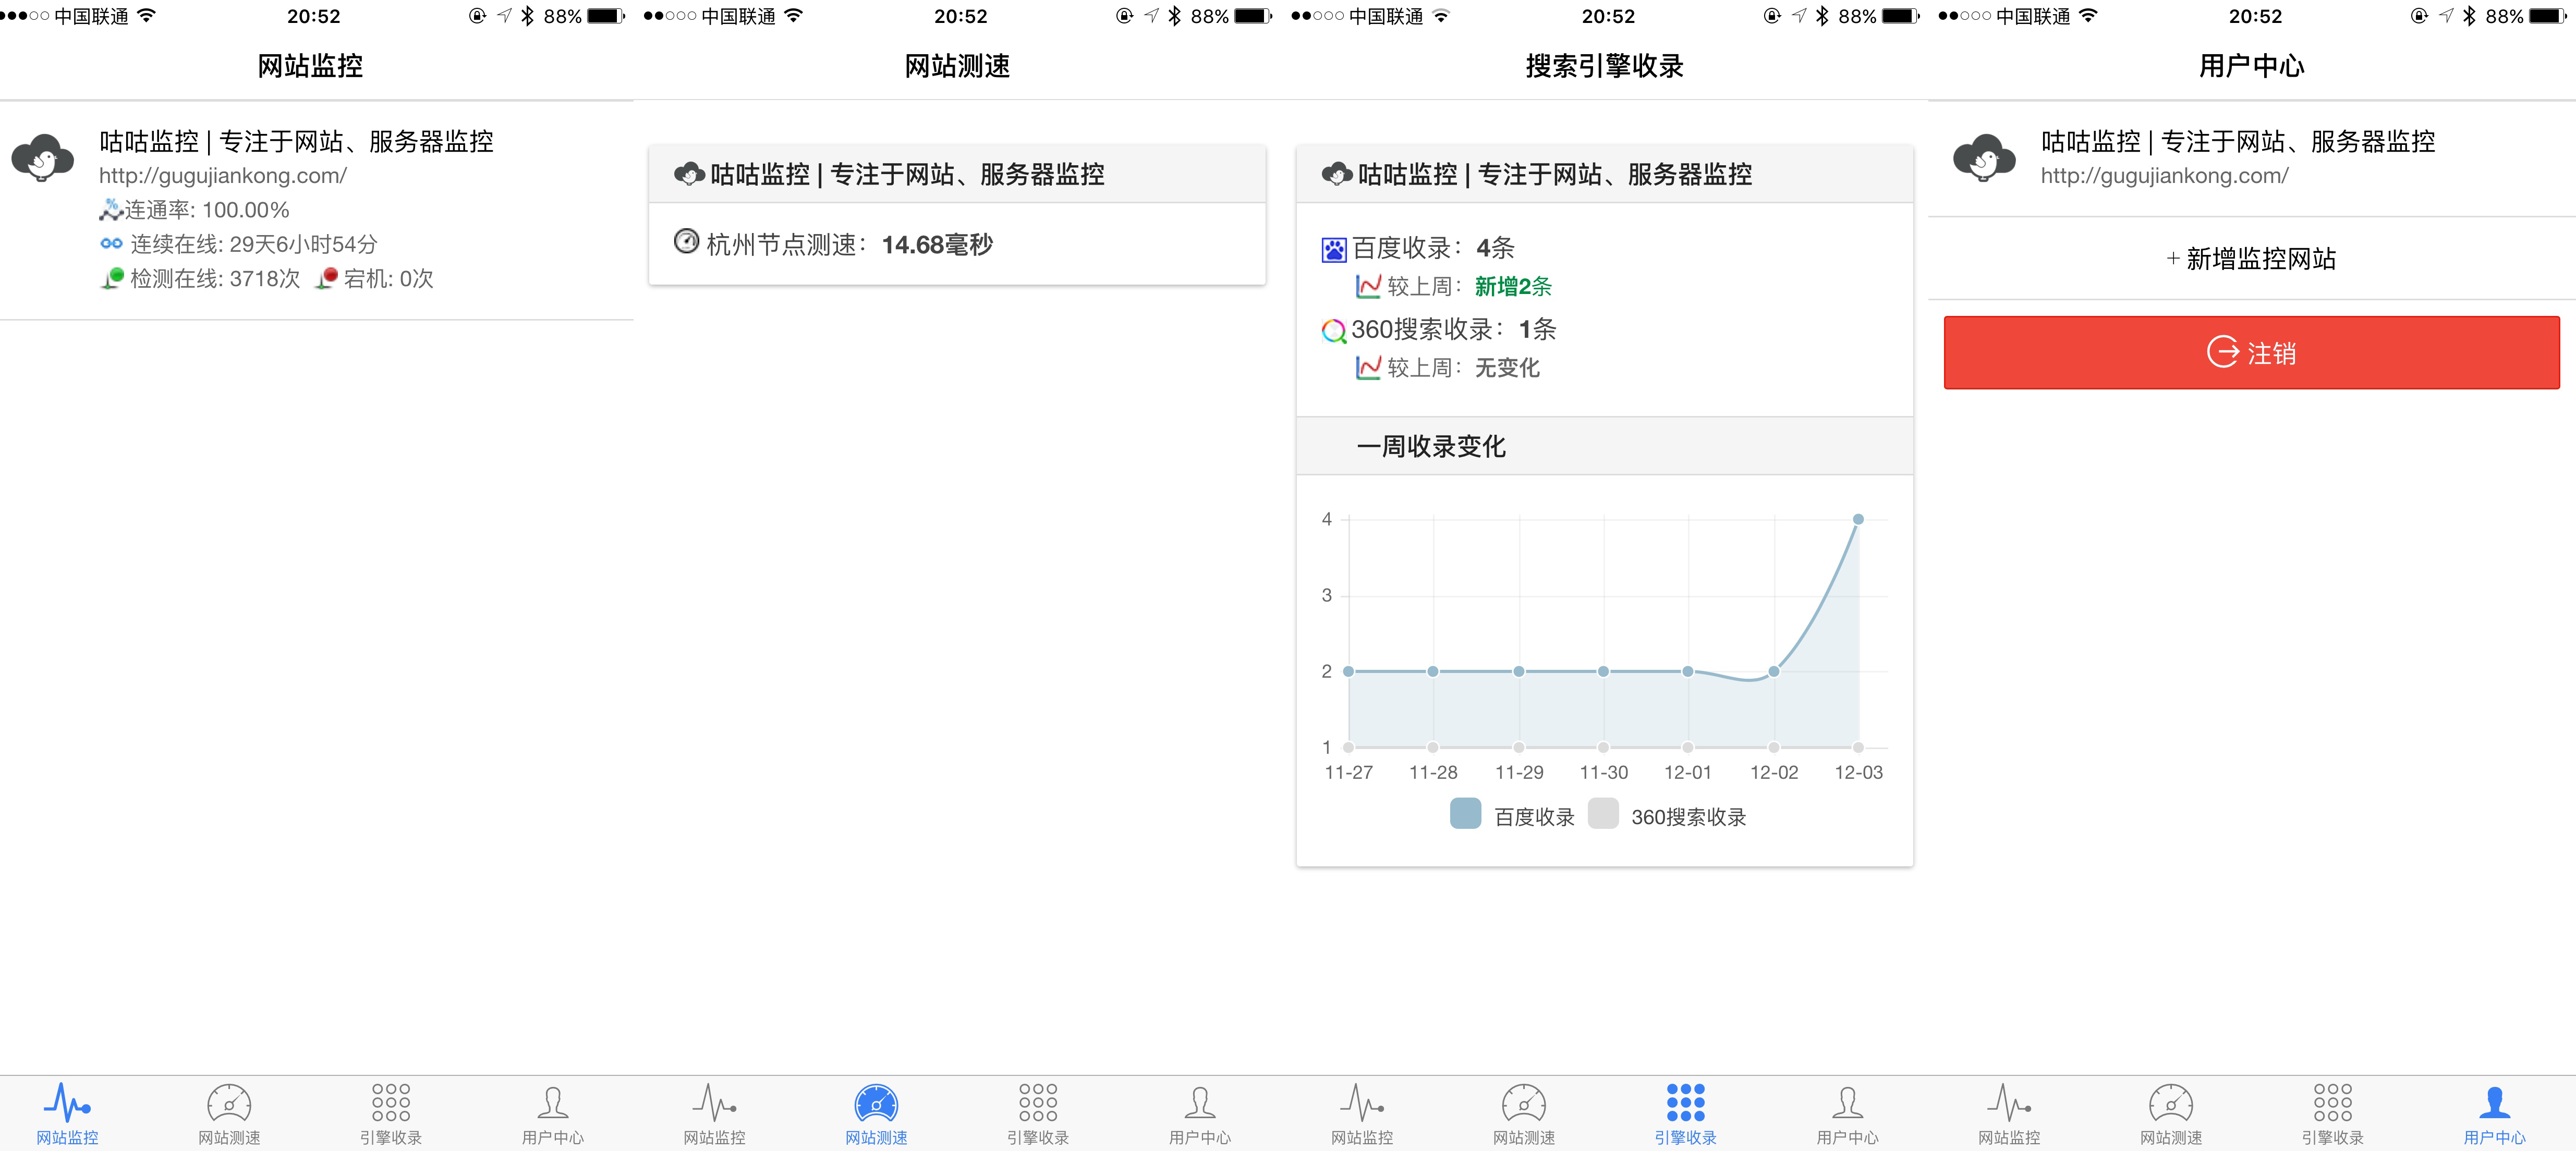 中国联通 20:52 88%
网站监控
咕咕监控 | 专注于网站、服务器监控
http://gugujiankong.com/
连通率: 100.00%
连续在线: 29天6小时54分
检测在线: 3718次 宕机: 0次
网站监控 网站测速 引擎收录 用户中心
中国联通 20:52 88%
网站测速
咕咕监控 | 专注于网站、服务器监控
杭州节点测速：14.68毫秒
网站监控 网站测速 引擎收录 用户中心
中国联通 20:52 88%
搜索引擎收录
咕咕监控 | 专注于网站、服务器监控
百度收录：4条
较上周：新增2条
360搜索收录：1条
较上周：无变化
一周收录变化
4
3
2
1
11-27 11-28 11-29 11-30 12-01 12-02 12-03
百度收录 360搜索收录
网站监控 网站测速 引擎收录 用户中心
中国联通 20:52 88%
用户中心
咕咕监控 | 专注于网站、服务器监控
http://gugujiankong.com/
+ 新增监控网站
注销
网站监控 网站测速 引擎收录 用户中心